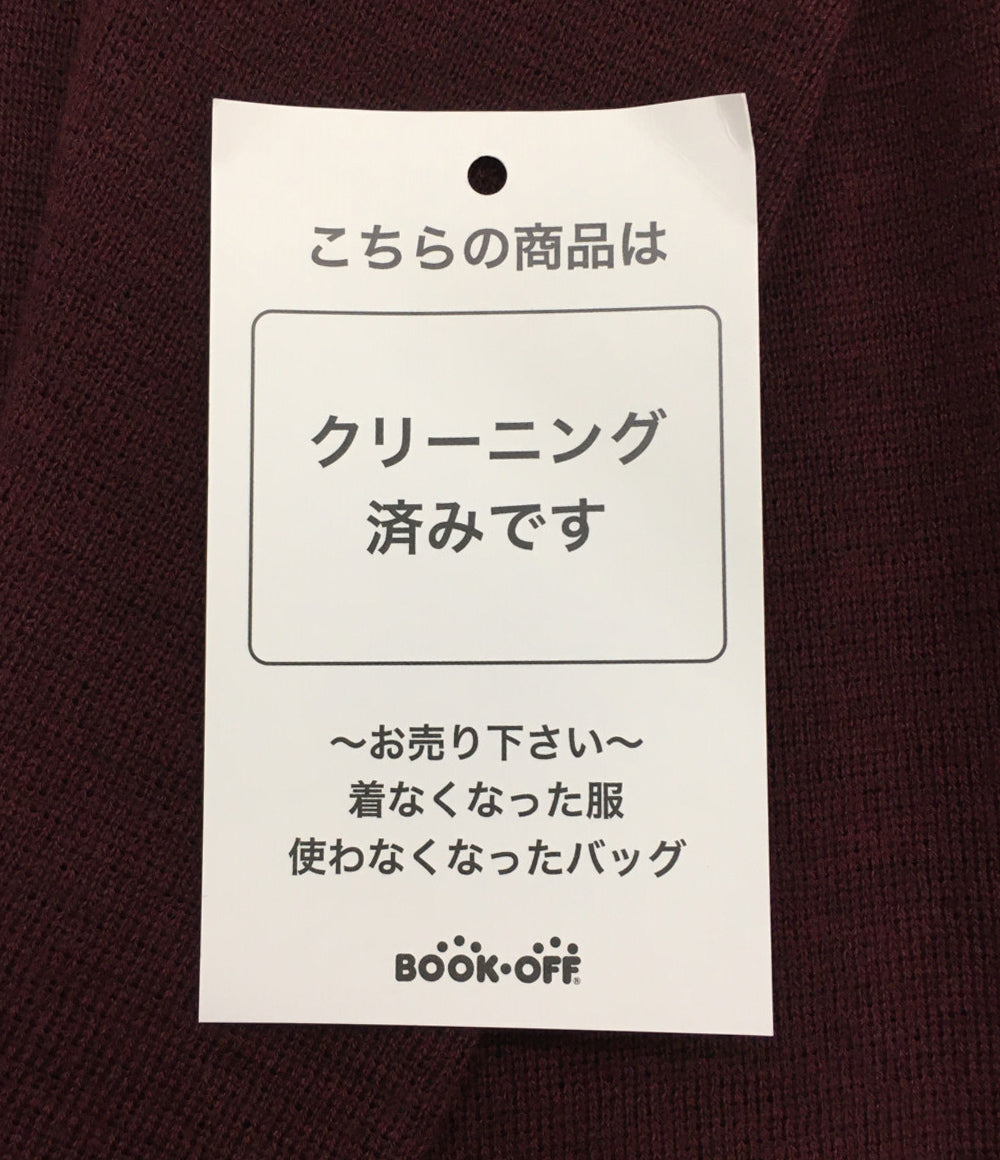 こちらの商品は
クリーニング
済みです
〜お売り下さい〜
着なくなった服
使わなくなったバッグ
BOOK・OFF®